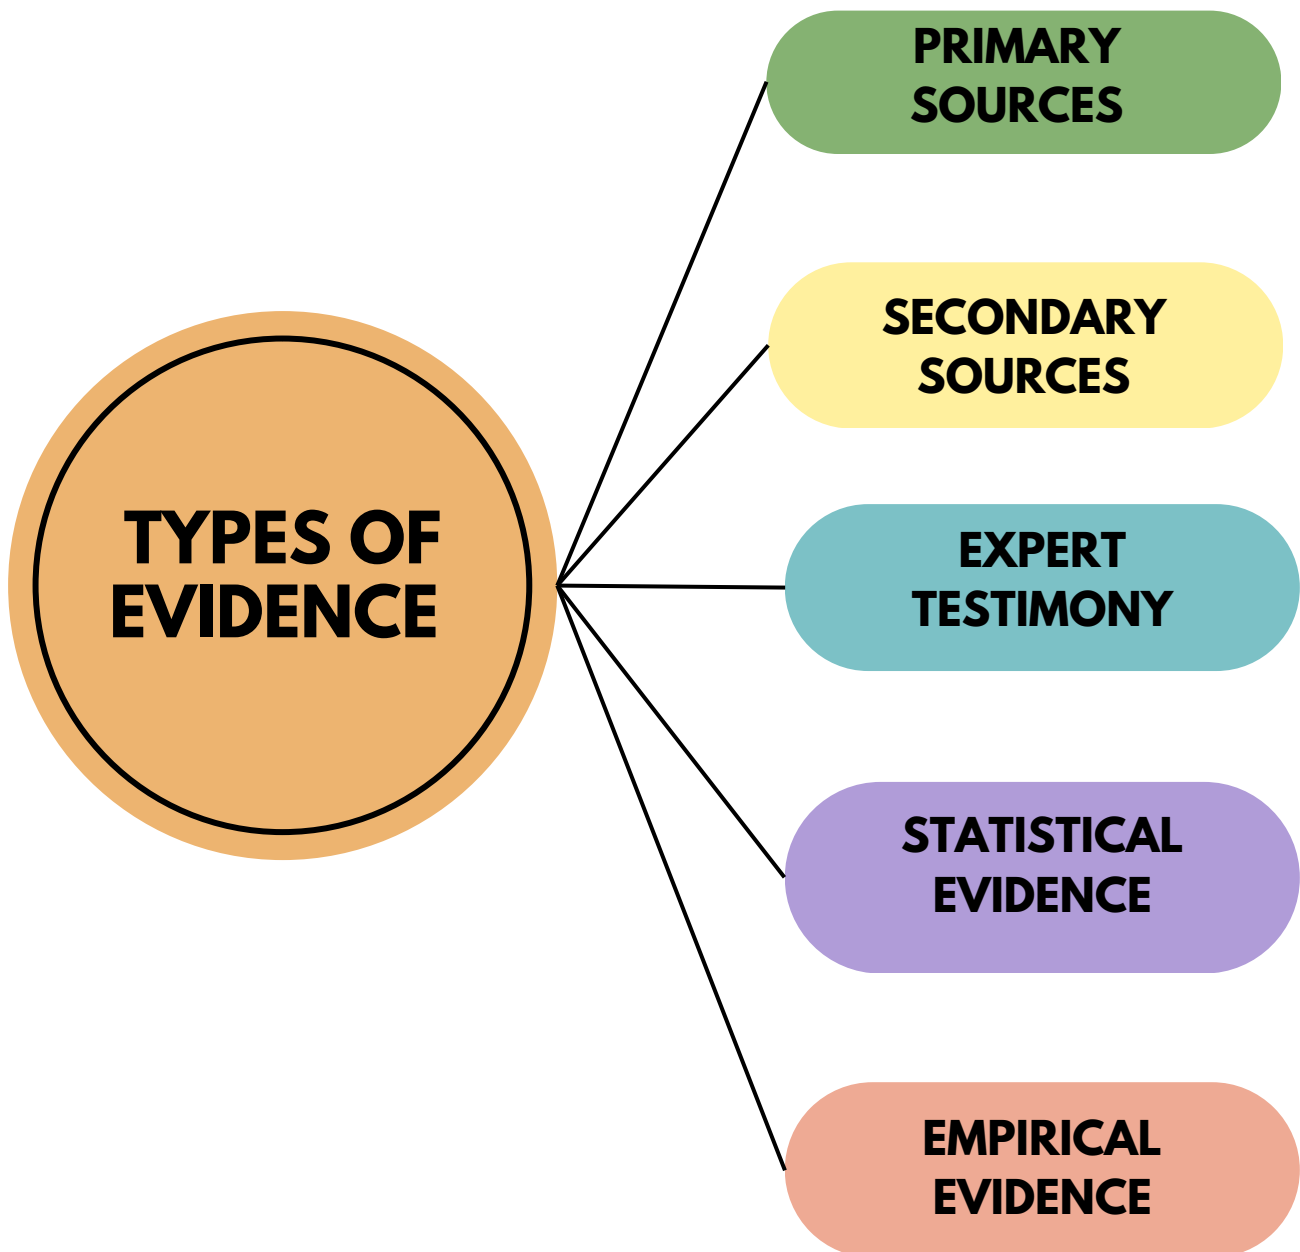 TYPES OF
EVIDENCE
PRIMARY
SOURCES
SECONDARY
SOURCES
EXPERT
TESTIMONY
STATISTICAL
EVIDENCE
EMPIRICAL
EVIDENCE